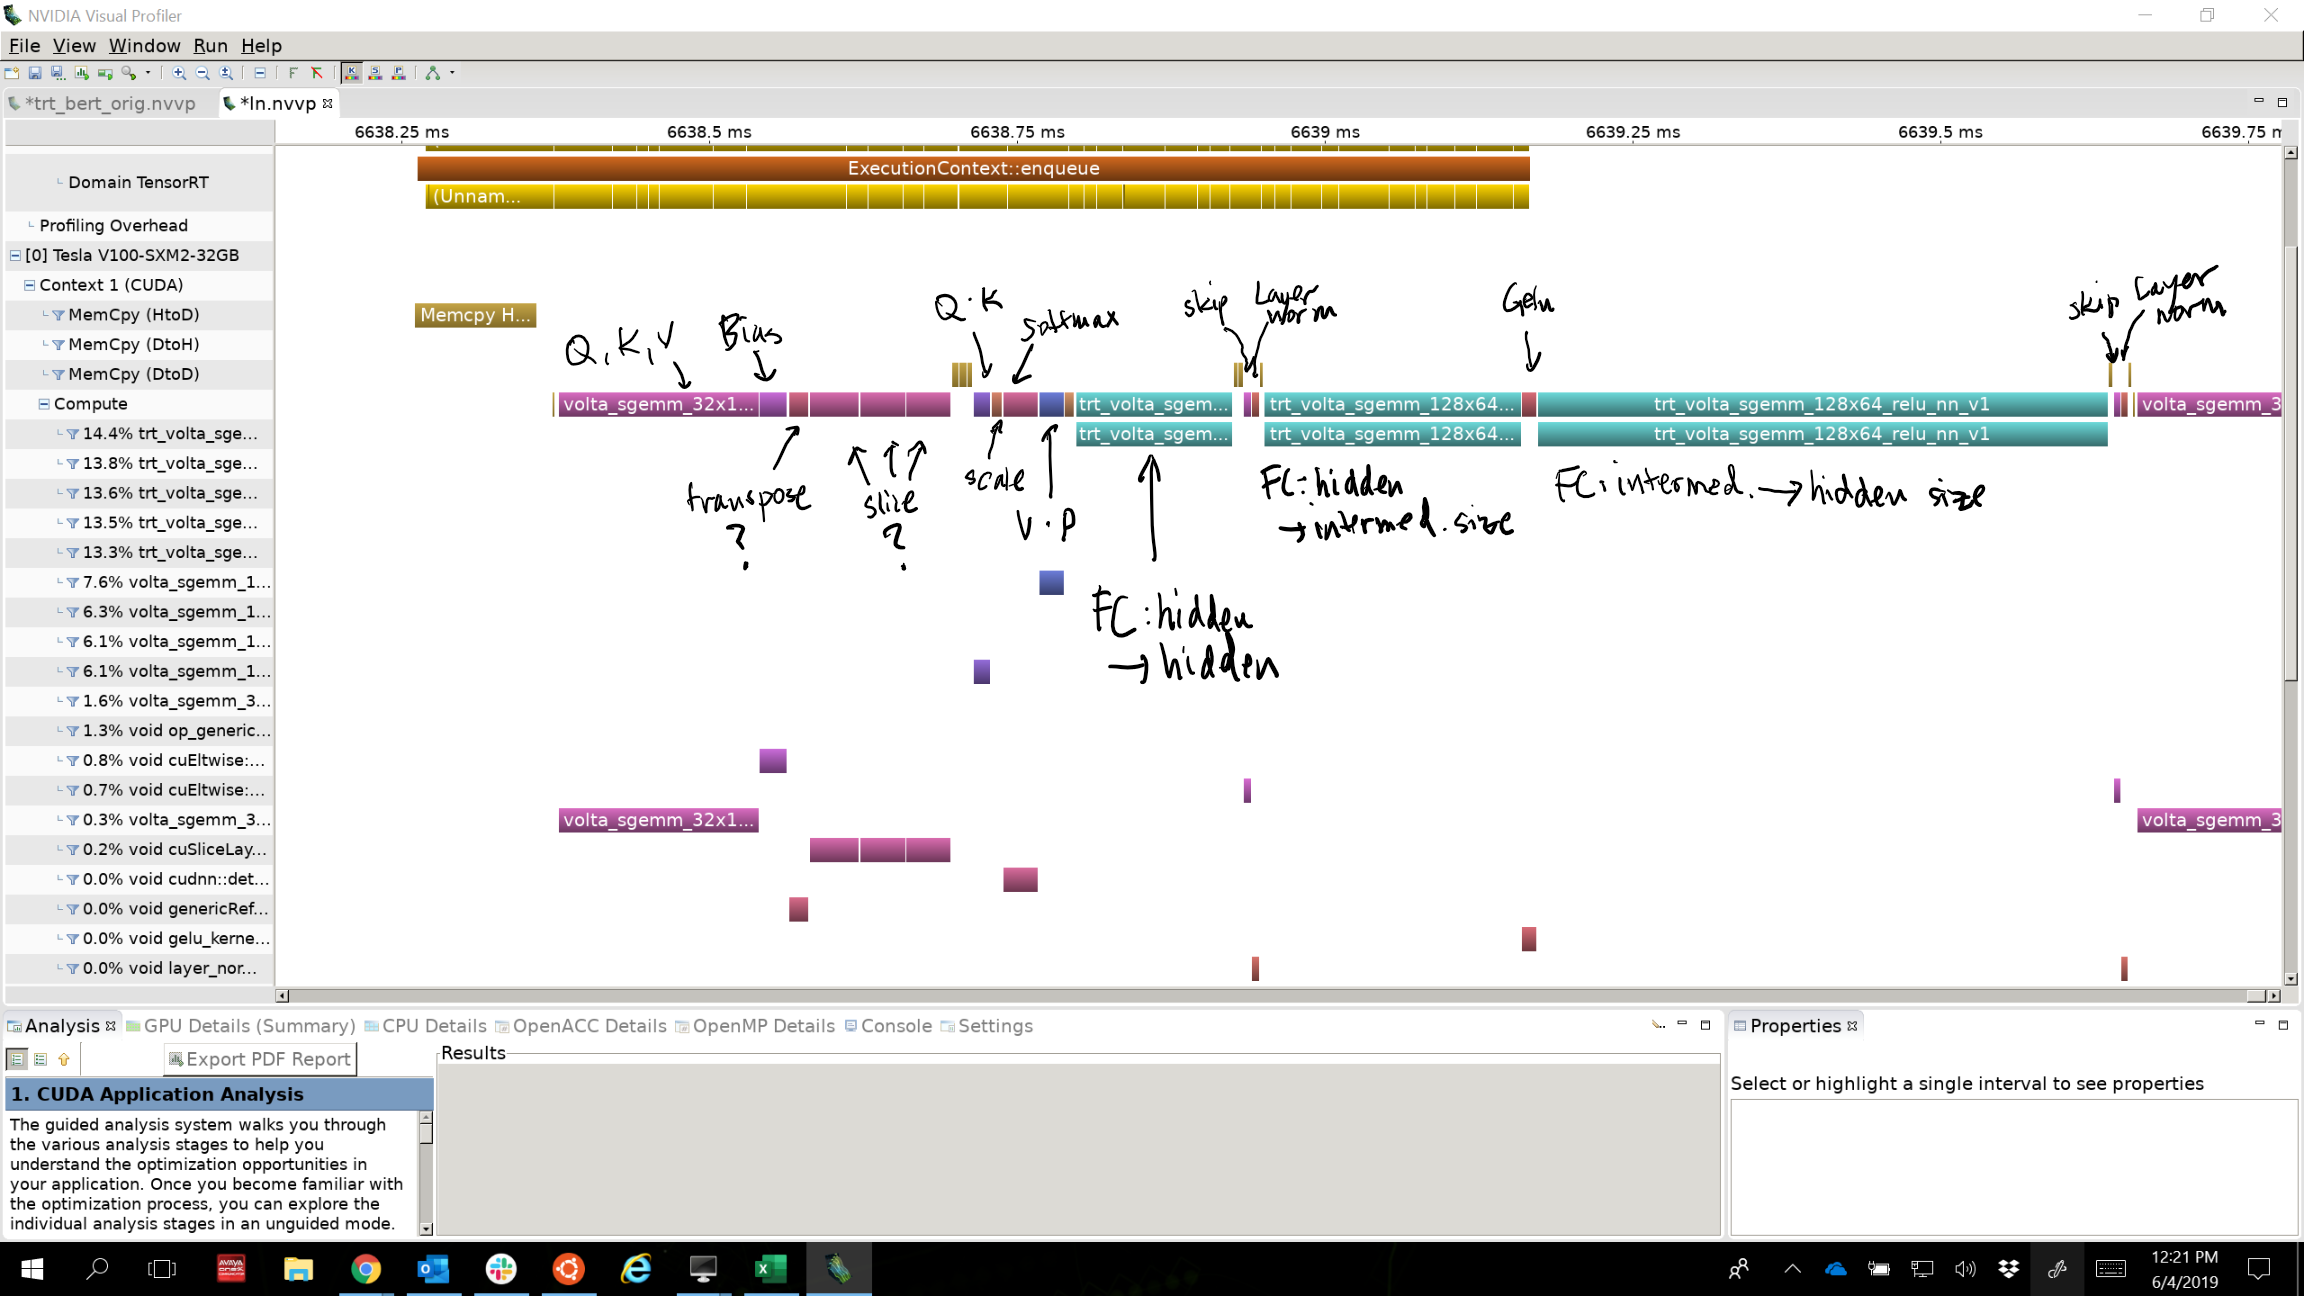 NVIDIA Visual Profiler
File View Window Run Help
*trt_bert_orig.nvvp
*ln.nvvp
6638.25 ms
6638.5 ms
6638.75 ms
6639 ms
6639.25 ms
6639.5 ms
6639.75 m
Domain TensorRT
ExecutionContext::enqueue
(Unnam...
Profiling Overhead
[0] Tesla V100-SXM2-32GB
Context 1 (CUDA)
MemCpy (HtoD)
Memcpy H...
MemCpy (DtoH)
MemCpy (DtoD)
Compute
Q, K, V
Bias
Q·K
Softmax
skip
Layer
norm
Gelu
skip
Layer
norm
volta_sgemm_32x1...
trt_volta_sgem...
trt_volta_sgemm_128x64...
trt_volta_sgemm_128x64_relu_nn_v1
volta_sgemm_3
trt_volta_sgem...
trt_volta_sgemm_128x64...
trt_volta_sgemm_128x64_relu_nn_v1
transpose
?
slice
?
scale
V·P
FC: hidden
→ hidden
FC: hidden
→ intermed. size
FC: intermed. → hidden size
14.4% trt_volta_sge...
13.8% trt_volta_sge...
13.6% trt_volta_sge...
13.5% trt_volta_sge...
13.3% trt_volta_sge...
7.6% volta_sgemm_1...
6.3% volta_sgemm_1...
6.1% volta_sgemm_1...
6.1% volta_sgemm_1...
1.6% volta_sgemm_3...
1.3% void op_generic...
0.8% void cuEltwise:...
0.7% void cuEltwise:...
0.3% volta_sgemm_3...
volta_sgemm_32x1...
volta_sgemm_3
0.2% void cuSliceLay...
0.0% void cudnn::det...
0.0% void genericRef...
0.0% void gelu_kerne...
0.0% void layer_nor...
Analysis
GPU Details (Summary)
CPU Details
OpenACC Details
OpenMP Details
Console
Settings
Properties
Export PDF Report
Results
1. CUDA Application Analysis
The guided analysis system walks you through
the various analysis stages to help you
understand the optimization opportunities in
your application. Once you become familiar with
the optimization process, you can explore the
individual analysis stages in an unguided mode.
Select or highlight a single interval to see properties
AVAYA
12:21 PM
6/4/2019